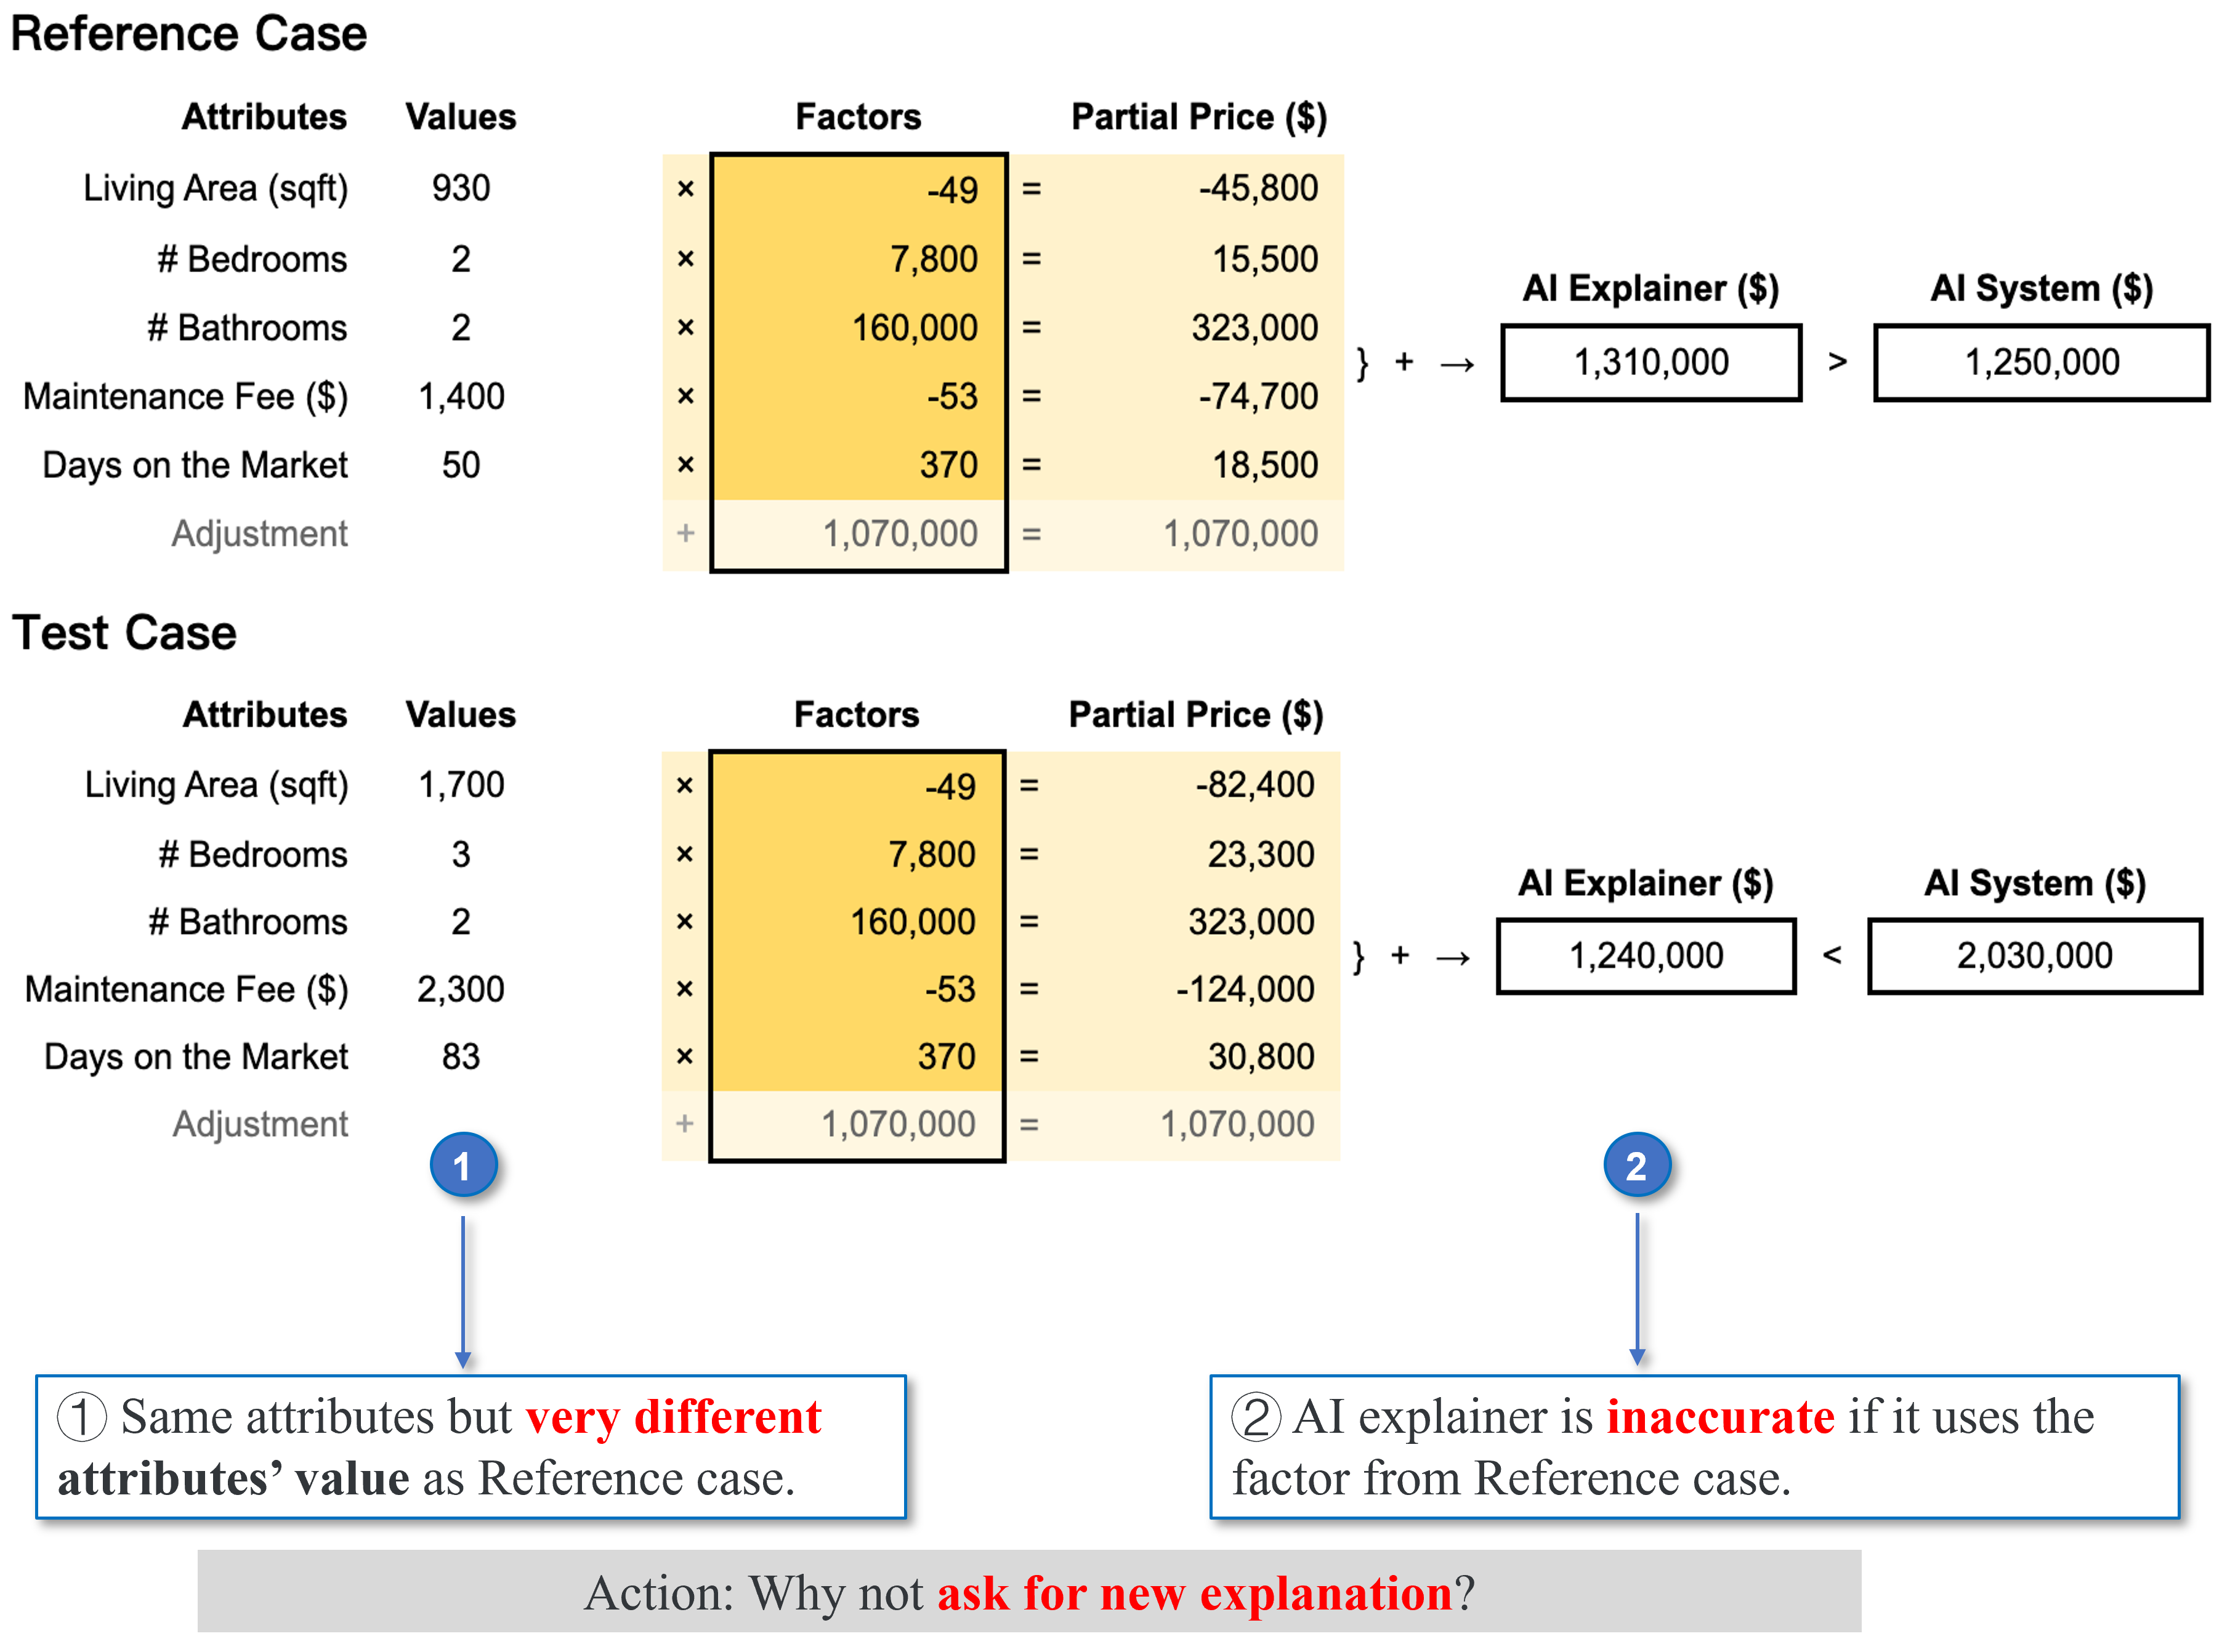 Reference Case
Attributes Values Factors Partial Price ($)
Living Area (sqft) 930 × -49 = -45,800
# Bedrooms 2 × 7,800 = 15,500
# Bathrooms 2 × 160,000 = 323,000
Maintenance Fee ($) 1,400 × -53 = -74,700
Days on the Market 50 × 370 = 18,500
Adjustment + 1,070,000 = 1,070,000
AI Explainer ($) AI System ($)
} + → 1,310,000 > 1,250,000
Test Case
Attributes Values Factors Partial Price ($)
Living Area (sqft) 1,700 × -49 = -82,400
# Bedrooms 3 × 7,800 = 23,300
# Bathrooms 2 × 160,000 = 323,000
Maintenance Fee ($) 2,300 × -53 = -124,000
Days on the Market 83 × 370 = 30,800
Adjustment + 1,070,000 = 1,070,000
AI Explainer ($) AI System ($)
} + → 1,240,000 < 2,030,000
1
2
① Same attributes but very different
attributes’ value as Reference case.
② AI explainer is inaccurate if it uses the
factor from Reference case.
Action: Why not ask for new explanation?